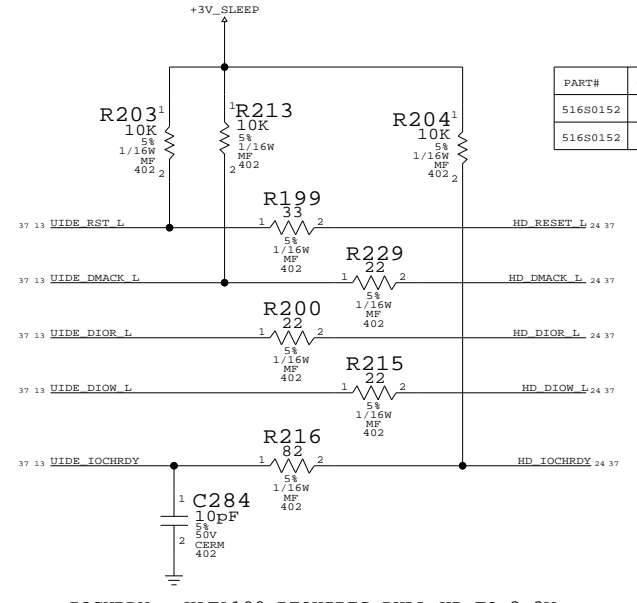 +3V_SLEEP
PART#
516S0152
516S0152
R203
10K
5%
1/16W
MF
402
1
2
R213
10K
5%
1/16W
MF
402
1
2
R204
10K
5%
1/16W
MF
402
1
2
37 13 UIDE_RST_L
R199
33
1 2
5%
1/16W
MF
402
HD_RESET_L 24 37
37 13 UIDE_DMACK_L
R229
22
1 2
5%
1/16W
MF
402
HD_DMACK_L 24 37
37 13 UIDE_DIOR_L
R200
22
1 2
5%
1/16W
MF
402
HD_DIOR_L 24 37
37 13 UIDE_DIOW_L
R215
22
1 2
5%
1/16W
MF
402
HD_DIOW_L 24 37
37 13 UIDE_IOCHRDY
R216
82
1 2
5%
1/16W
MF
402
HD_IOCHRDY 24 37
1
C284
10pF
5%
50V
CERM
402
2